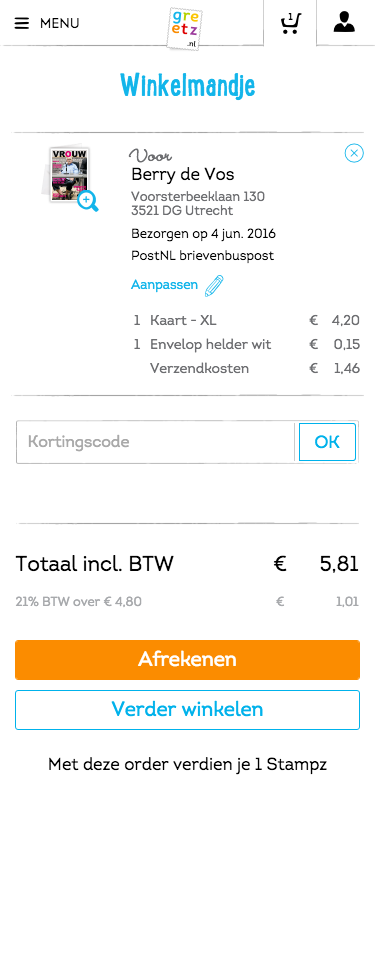 MENU
greetz.nl
1
Winkelmandje
VROUW
Voor
Berry de Vos
Voorsterbeeklaan 130
3521 DG Utrecht
Bezorgen op 4 jun. 2016
PostNL brievenbuspost
Aanpassen
1 Kaart - XL € 4,20
1 Envelop helder wit € 0,15
Verzendkosten € 1,46
Kortingscode OK
Totaal incl. BTW € 5,81
21% BTW over € 4,80 € 1,01
Afrekenen
Verder winkelen
Met deze order verdien je 1 Stampz